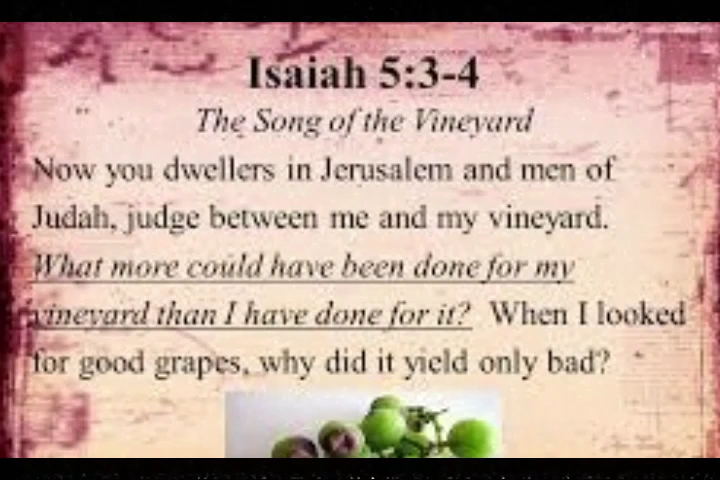 Isaiah 5:3-4
The Song of the Vineyard
Now you dwellers in Jerusalem and men of
Judah, judge between me and my vineyard.
What more could have been done for my
vineyard than I have done for it? When I looked
for good grapes, why did it yield only bad?